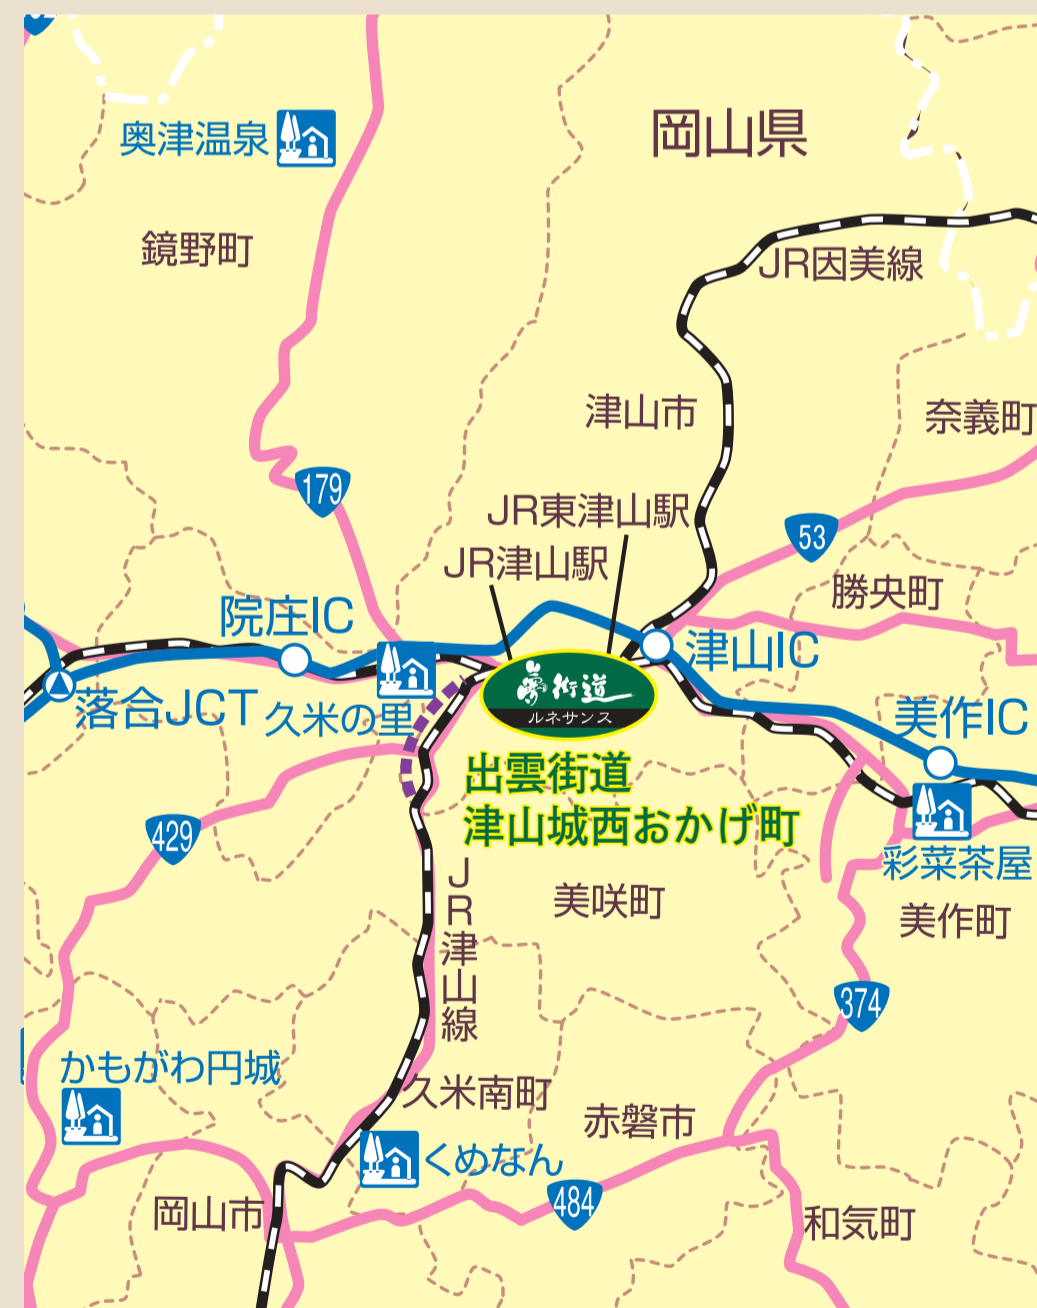 奥津温泉
岡山県
鏡野町
JR因美線
津山市
奈義町
179
JR東津山駅
53
JR津山駅
勝央町
院庄IC
津山IC
夢街道
ルネサンス
落合JCT
久米の里
美作IC
出雲街道
津山城西おかげ町
429
彩菜茶屋
JR津山線
美咲町
美作町
374
かもがわ円城
久米南町
赤磐市
くめなん
484
岡山市
和気町